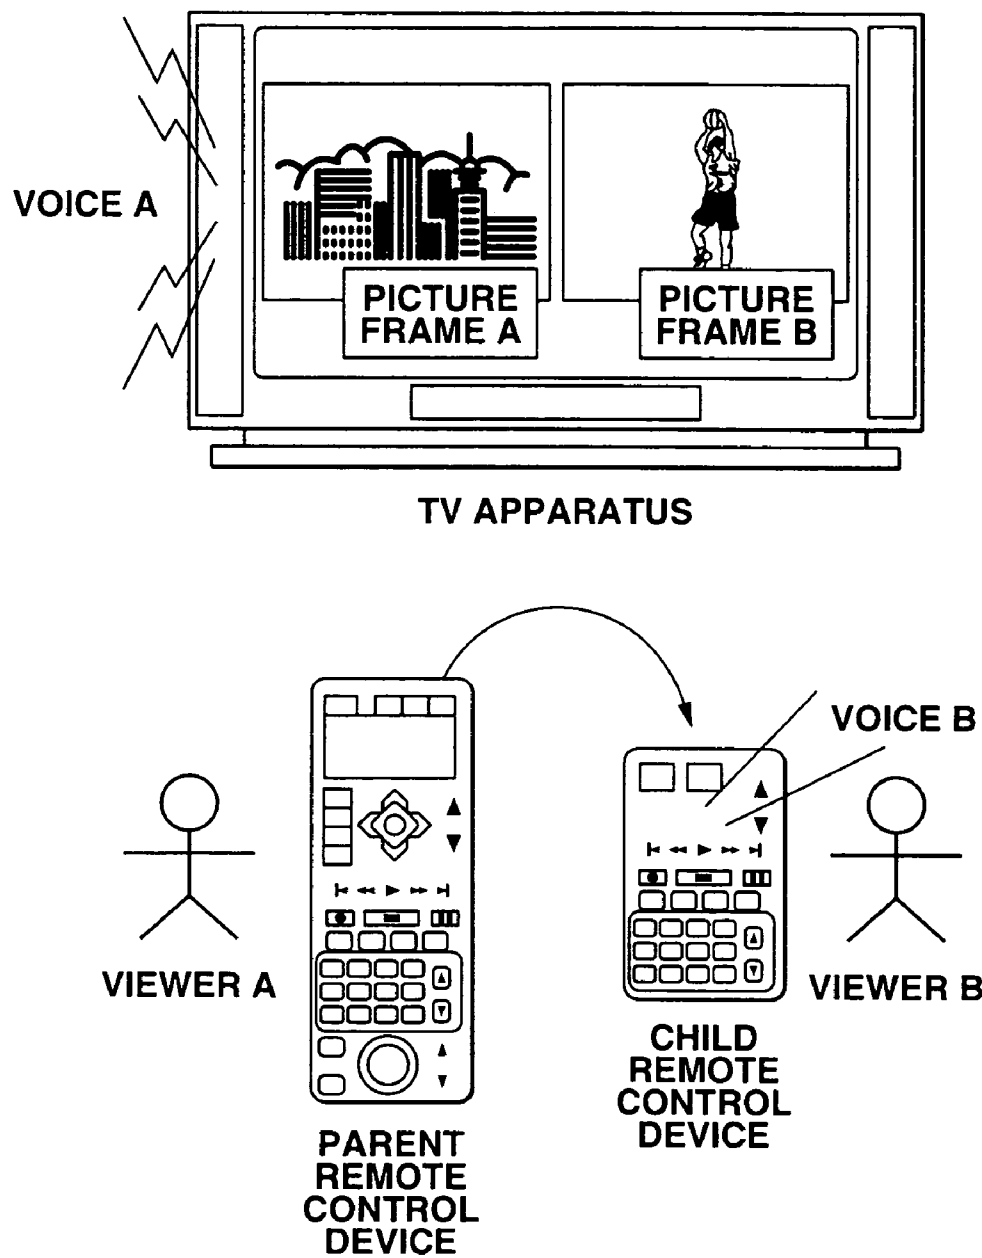 VOICE A
PICTURE
FRAME A
PICTURE
FRAME B
TV APPARATUS
VOICE B
VIEWER A
VIEWER B
CHILD
REMOTE
CONTROL
DEVICE
PARENT
REMOTE
CONTROL
DEVICE